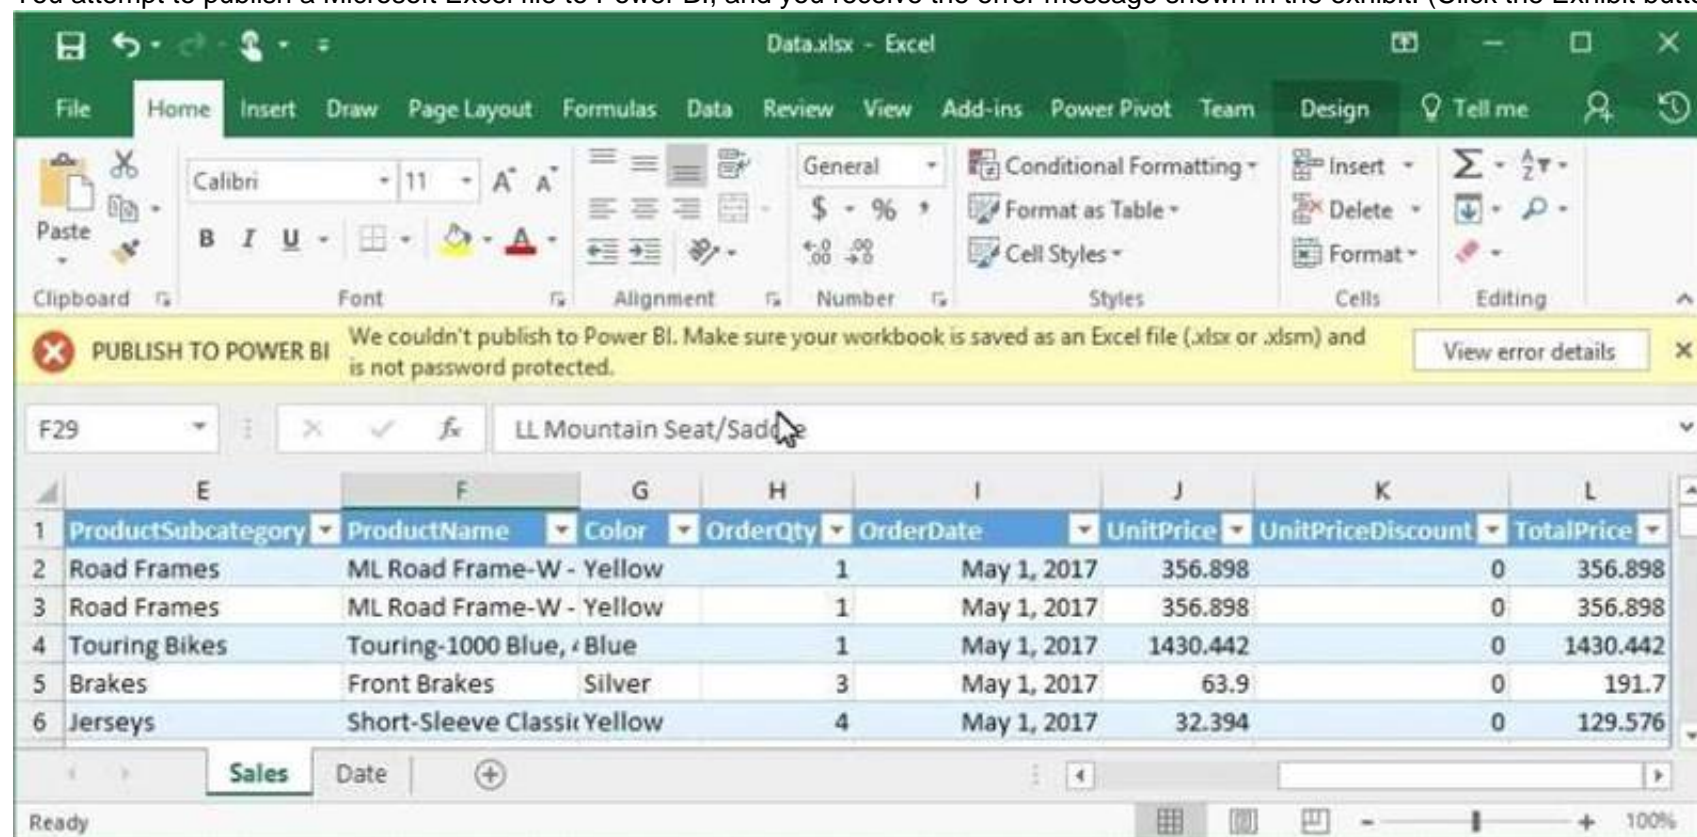 You attempt to publish a Microsoft Excel file to Power BI, and you receive the error message shown in the exhibit. (Click the Exhibit
Data.xlsx - Excel
File Home Insert Draw Page Layout Formulas Data Review View Add-ins Power Pivot Team Design Tell me
Calibri 11 A A General Conditional Formatting Insert
Paste B I U $ % Format as Table Delete
Cell Styles Format
Clipboard Font Alignment Number Styles Cells Editing
PUBLISH TO POWER BI We couldn't publish to Power BI. Make sure your workbook is saved as an Excel file (.xlsx or .xlsm) and
is not password protected.
View error details
F29 fx LL Mountain Seat/Saddle
E F G H I J K L
1 ProductSubcategory ProductName Color OrderQty OrderDate UnitPrice UnitPriceDiscount TotalPrice
2 Road Frames ML Road Frame-W - Yellow 1 May 1, 2017 356.898 0 356.898
3 Road Frames ML Road Frame-W - Yellow 1 May 1, 2017 356.898 0 356.898
4 Touring Bikes Touring-1000 Blue, Blue 1 May 1, 2017 1430.442 0 1430.442
5 Brakes Front Brakes Silver 3 May 1, 2017 63.9 0 191.7
6 Jerseys Short-Sleeve Classic Yellow 4 May 1, 2017 32.394 0 129.576
Sales Date
Ready 100%